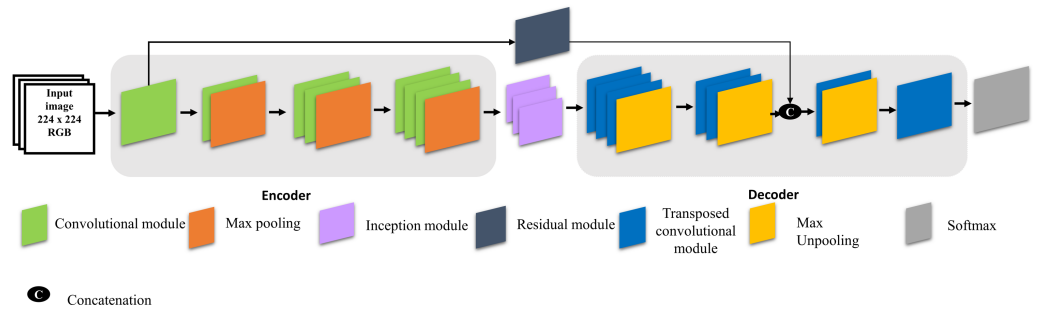 Input
image
224 x 224
RGB
C
Encoder
Decoder
Convolutional module
Max pooling
Inception module
Residual module
Transposed
convolutional
module
Max
Unpooling
Softmax
C
Concatenation